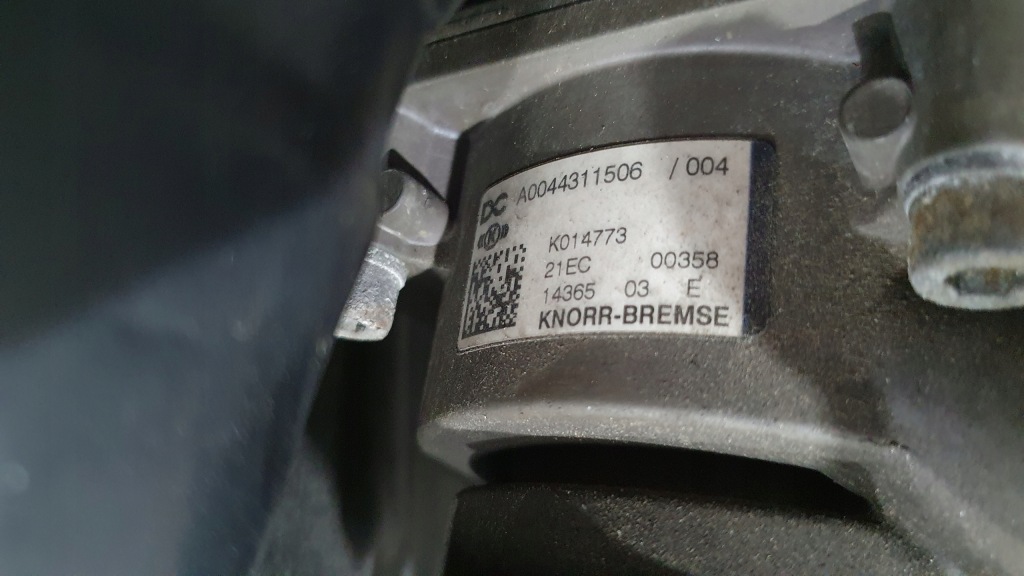 DC A0044311506 / 004
K
K014773
21EC 00358
14365 03 E
KNORR-BREMSE